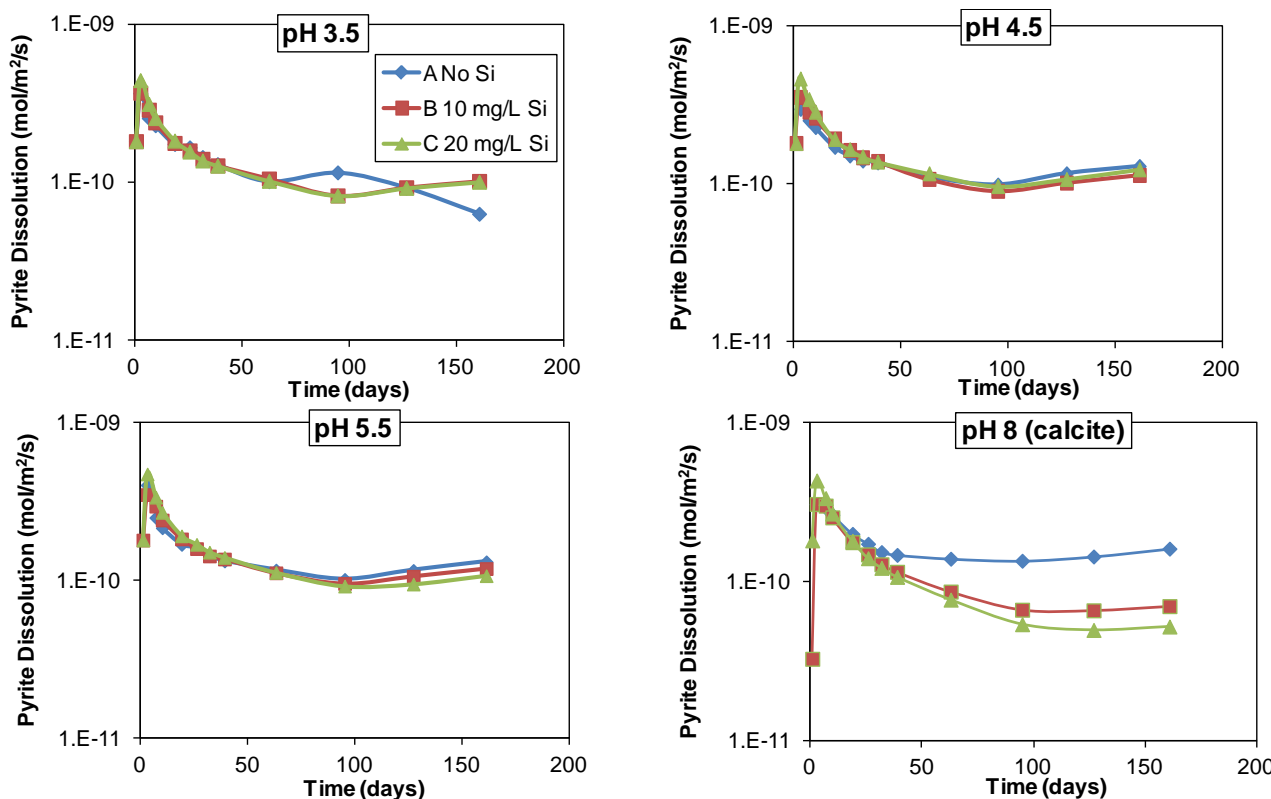 pH 3.5
1.E-09
1.E-10
1.E-11
0
50
100
150
200
Time (days)
Pyrite Dissolution (mol/m²/s)
A No Si
B 10 mg/L Si
C 20 mg/L Si
pH 4.5
1.E-09
1.E-10
1.E-11
0
50
100
150
200
Time (days)
Pyrite Dissolution (mol/m²/s)
pH 5.5
1.E-09
1.E-10
1.E-10
0
50
100
150
200
Time (days)
Pyrite Dissolution (mol/m²/s)
pH 8 (calcite)
1.E-09
1.E-10
1.E-11
0
50
100
150
200
Time (days)
Pyrite Dissolution (mol/m²/s)